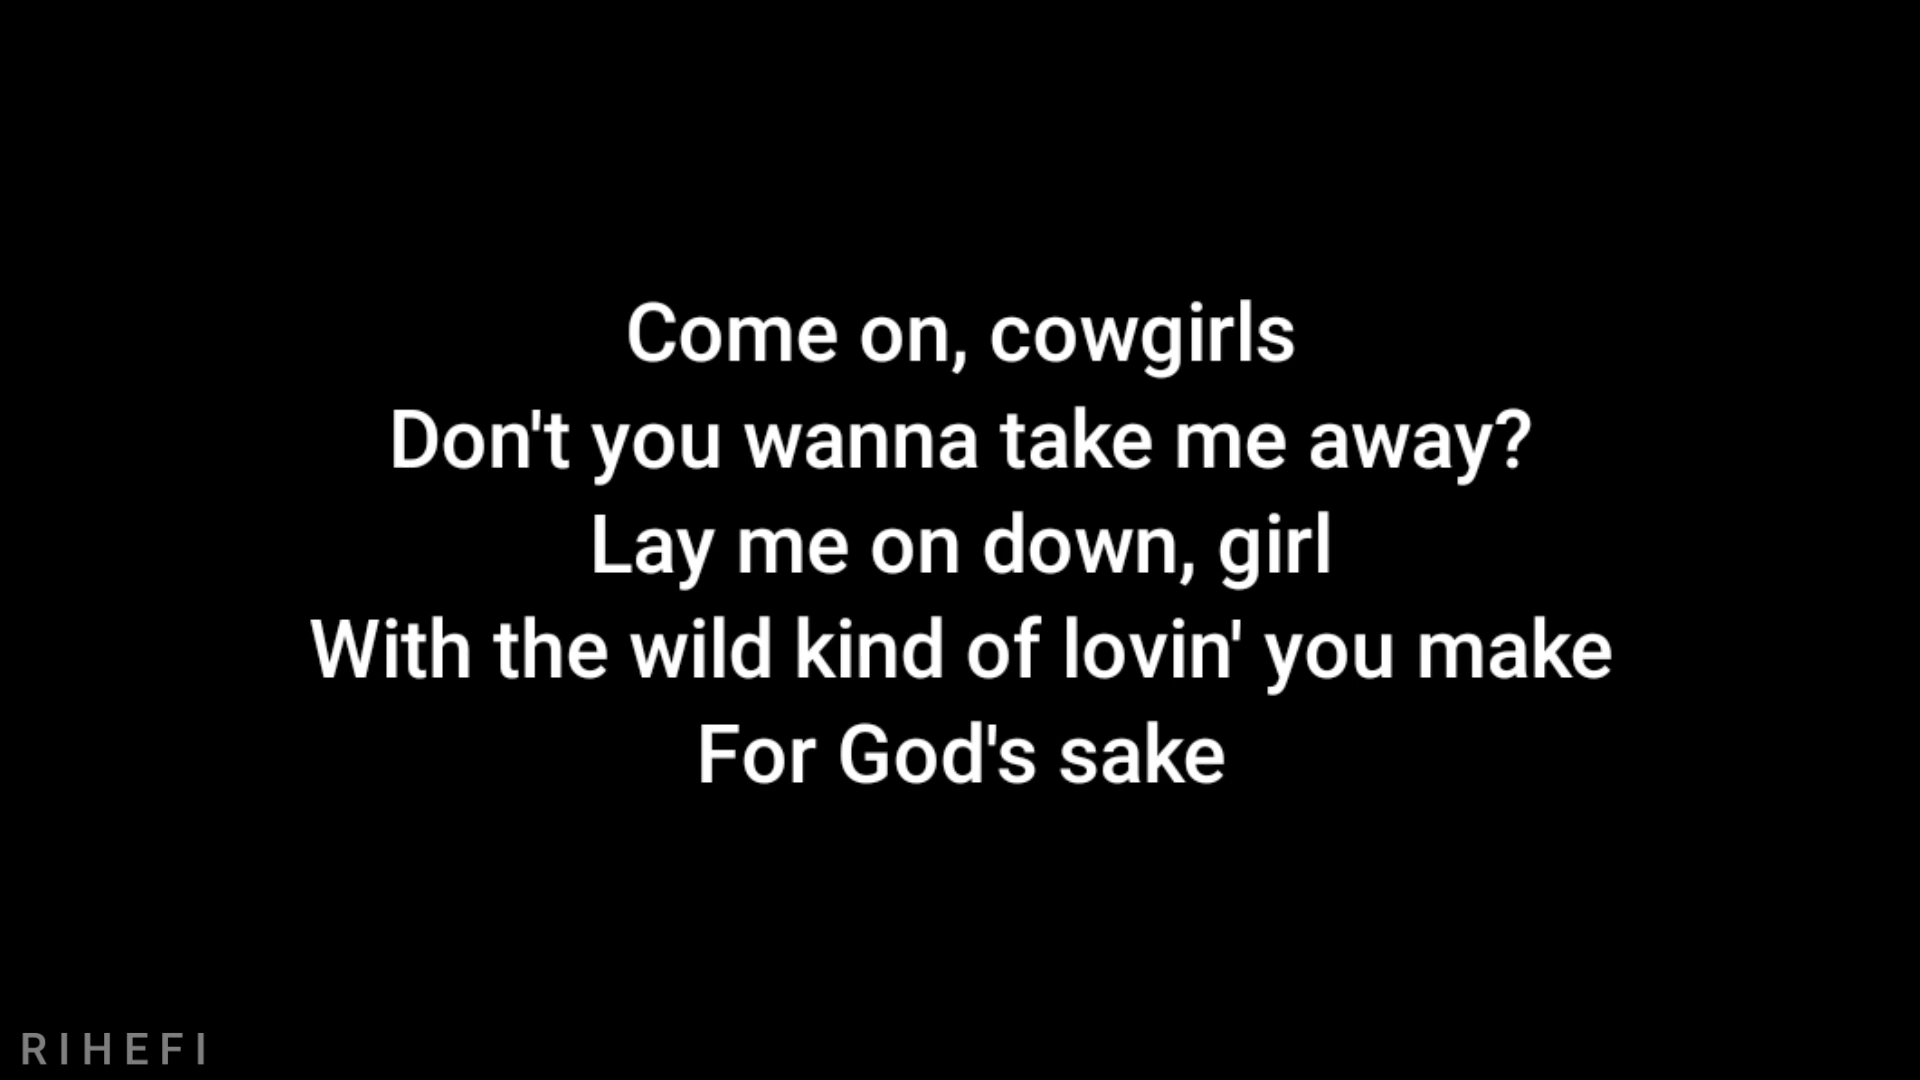 Come on, cowgirls
Don't you wanna take me away?
Lay me on down, girl
With the wild kind of lovin' you make
For God's sake
RIHEFI